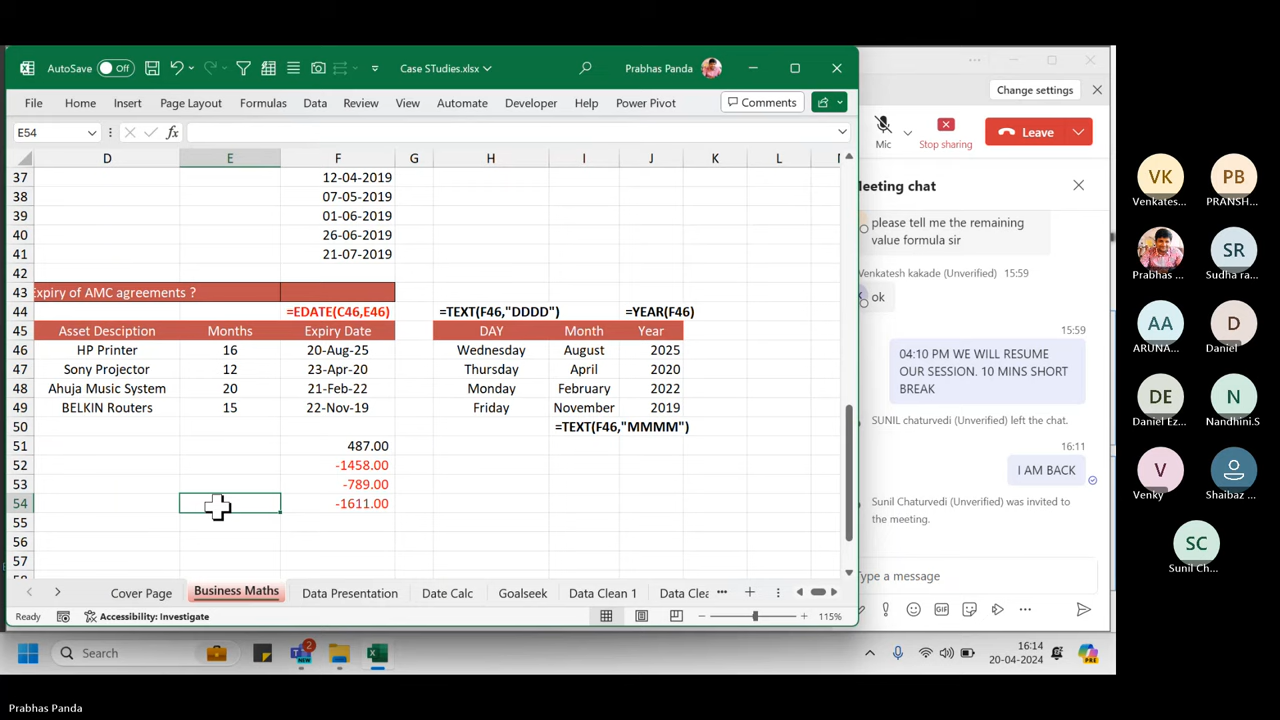 AutoSave Off Case STudies.xlsx Prabhas Panda
File Home Insert Page Layout Formulas Data Review View Automate Developer Help Power Pivot Comments
E54 fx
D E F G H I J K L
37 12-04-2019
38 07-05-2019
39 01-06-2019
40 26-06-2019
41 21-07-2019
42
43 Expiry of AMC agreements ?
44 =EDATE(C46,E46) =TEXT(F46,"DDDD") =YEAR(F46)
45 Asset Desciption Months Expiry Date DAY Month Year
46 HP Printer 16 20-Aug-25 Wednesday August 2025
47 Sony Projector 12 23-Apr-20 Thursday April 2020
48 Ahuja Music System 20 21-Feb-22 Monday February 2022
49 BELKIN Routers 15 22-Nov-19 Friday November 2019
50 =TEXT(F46,"MMMM")
51 487.00
52 -1458.00
53 -789.00
54 -1611.00
55
56
57
Cover Page Business Maths Data Presentation Date Calc Goalseek Data Clean 1 Data Clea
Ready Accessibility: Investigate 115%
Change settings
Mic Stop sharing Leave
eeting chat
please tell me the remaining
value formula sir
Venkatesh kakade (Unverified) 15:59
ok
15:59
04:10 PM WE WILL RESUME
OUR SESSION. 10 MINS SHORT
BREAK
SUNIL chaturvedi (Unverified) left the chat.
16:11
I AM BACK
Sunil Chaturvedi (Unverified) was invited to
the meeting.
ype a message
GIF
Search
NEW
2
16:14
20-04-2024
PRE
VK PB
Venkates... PRANSH...
SR
Prabhas ... Sudha ra...
AA D
ARUNA... Daniel
DE N
Daniel Ez... Nandhini.S
V
Venky Shaibaz ...
SC
Sunil Ch...
Prabhas Panda